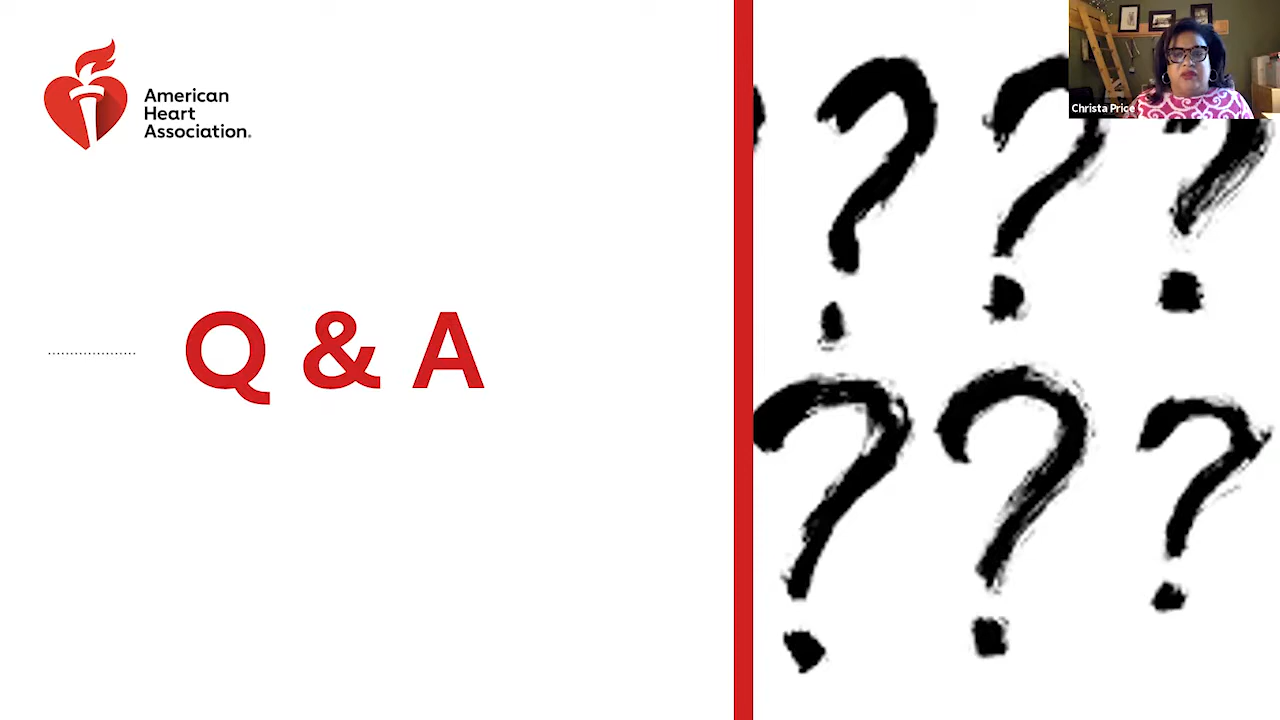 American
Heart
Association.
Christa Price
Q & A